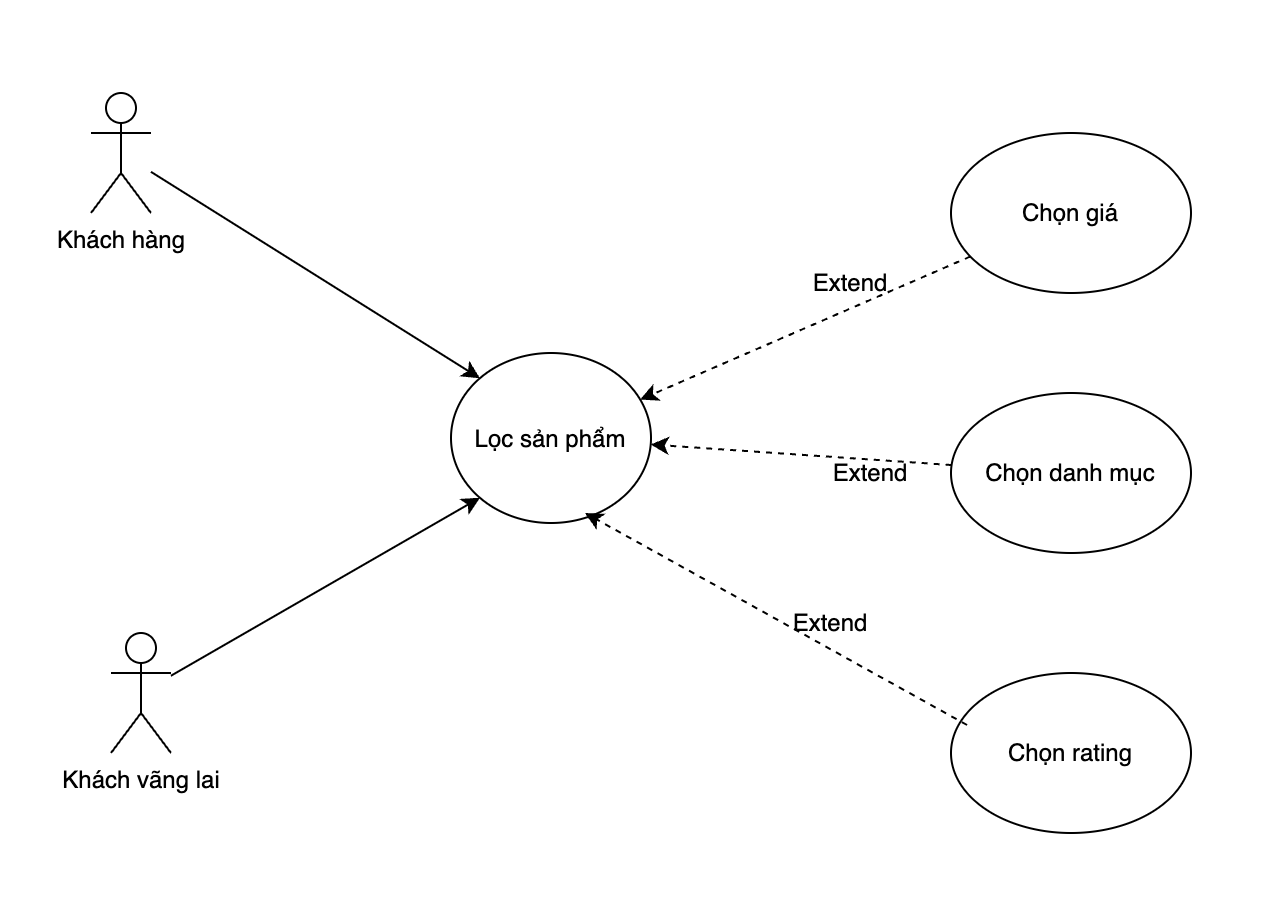 Khách hàng
Chọn giá
Extend
Lọc sản phẩm
Extend
Chọn danh mục
Extend
Chọn rating
Khách vãng lai